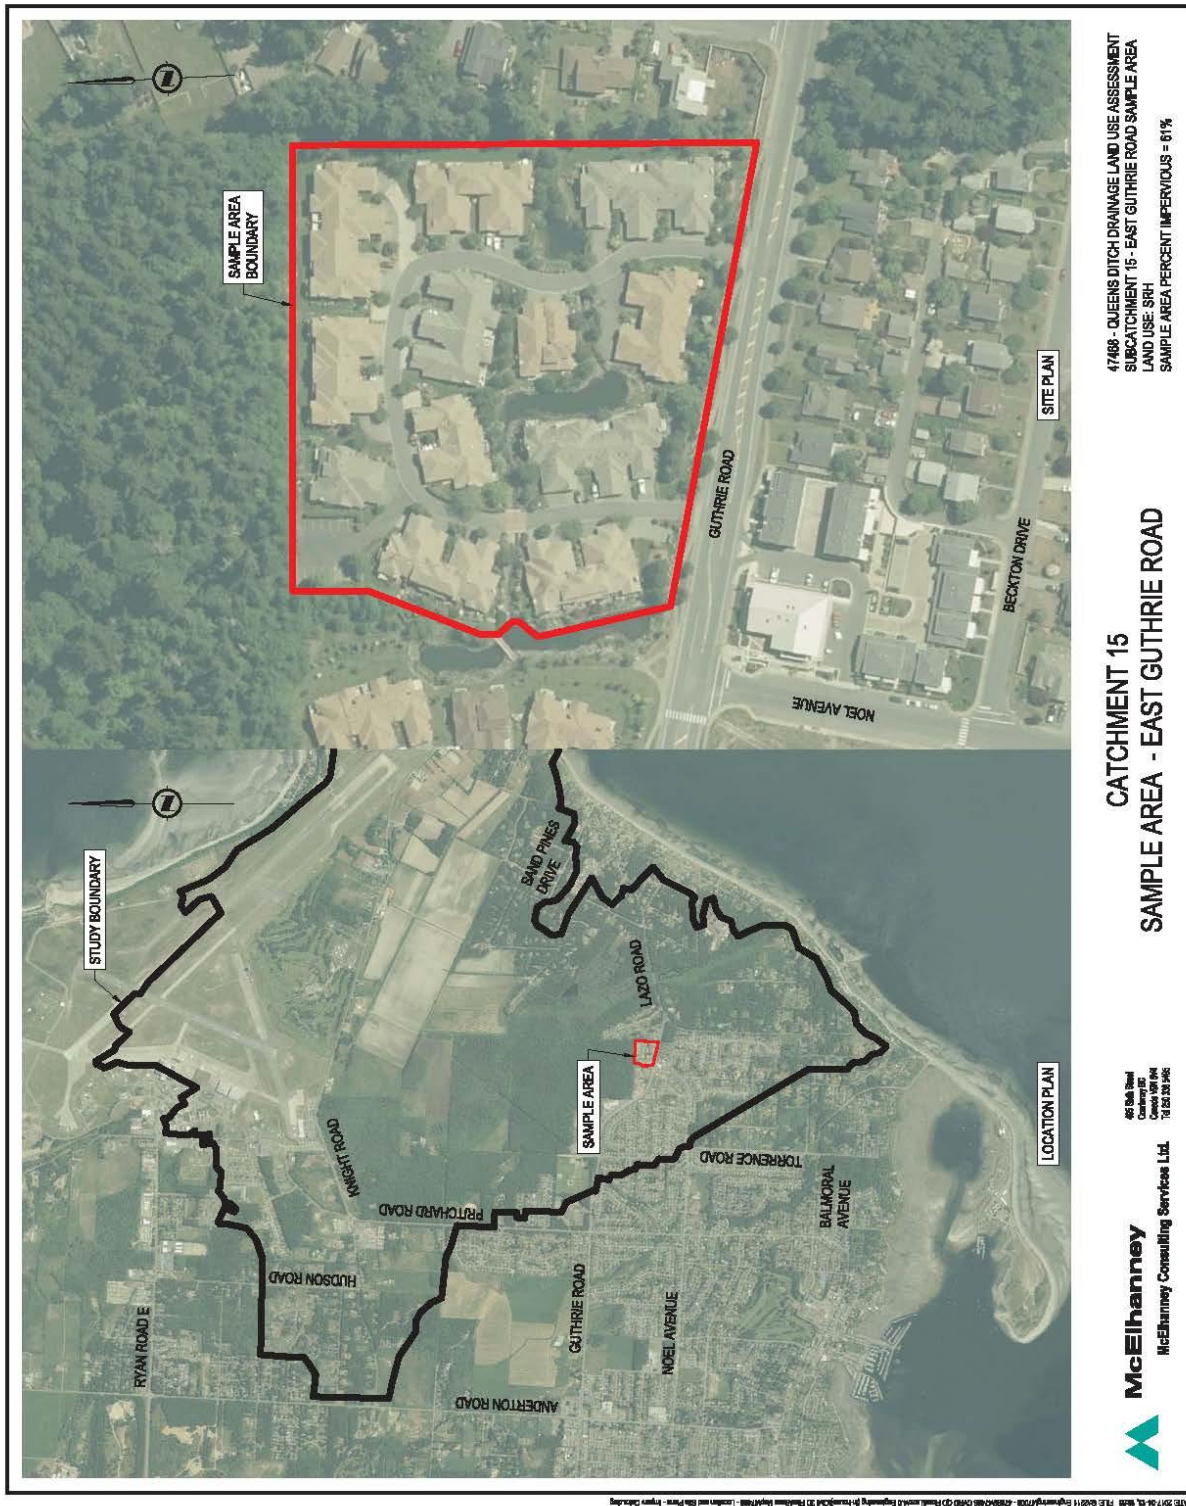 STUDY BOUNDARY
RYAN ROAD E
HUDSON ROAD
KNIGHT ROAD
PRITCHARD ROAD
ANDERTON ROAD
GUTHRIE ROAD
NOEL AVENUE
TORRENCE ROAD
BALMORAL
AVENUE
SAMPLE AREA
LAZO ROAD
SAND PINES
DRIVE
LOCATION PLAN
SAMPLE AREA
BOUNDARY
GUTHRIE ROAD
NOEL AVENUE
BECKTON DRIVE
SITE PLAN
McElhanney
McElhanney Consulting Services Ltd.
CATCHMENT 15
SAMPLE AREA - EAST GUTHRIE ROAD
47468 - QUEENS DITCH DRAINAGE LAND USE ASSESSMENT
SUBCATCHMENT 15 - EAST GUTHRIE ROAD SAMPLE AREA
LAND USE: SRH
SAMPLE AREA PERCENT IMPERVIOUS = 61%